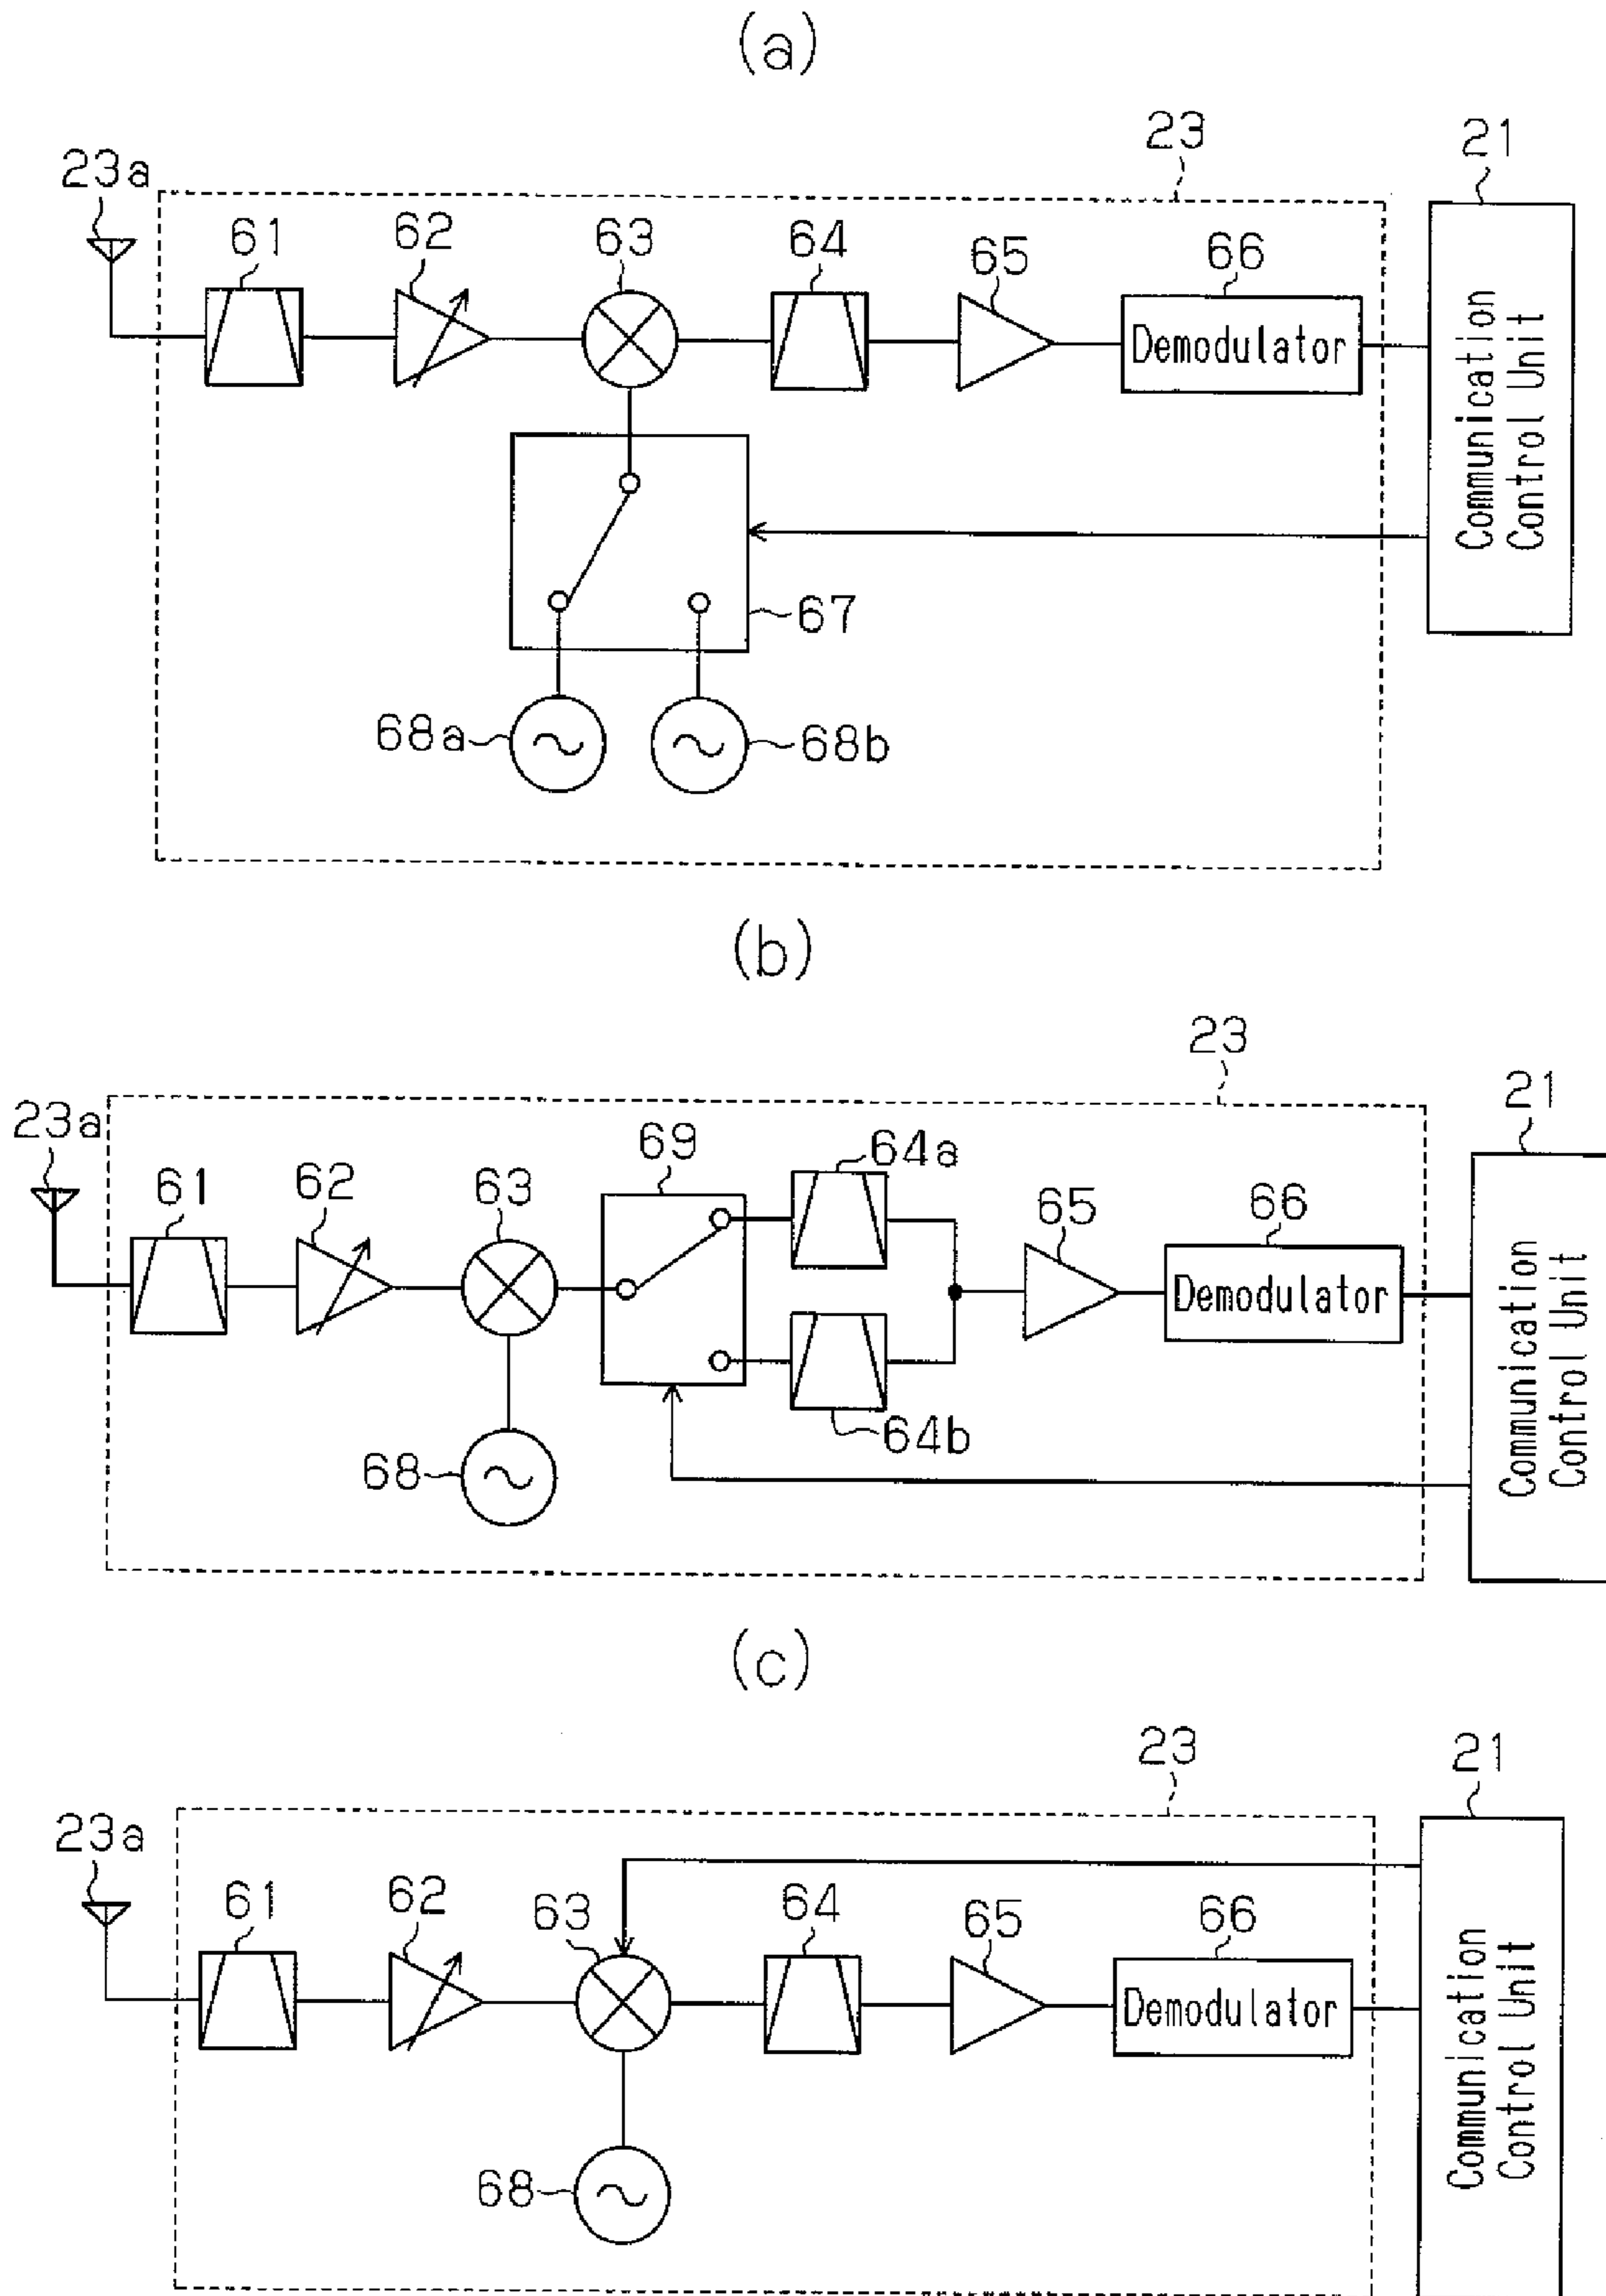 (a)
23
21
23a
61
62
63
64
65
66
Demodulator
Communication
Control Unit
67
68a
68b
(b)
23
21
23a
61
62
63
69
64a
65
66
Demodulator
Communication
Control Unit
64b
68
(c)
23
21
23a
61
62
63
64
65
66
Demodulator
Communication
Control Unit
68